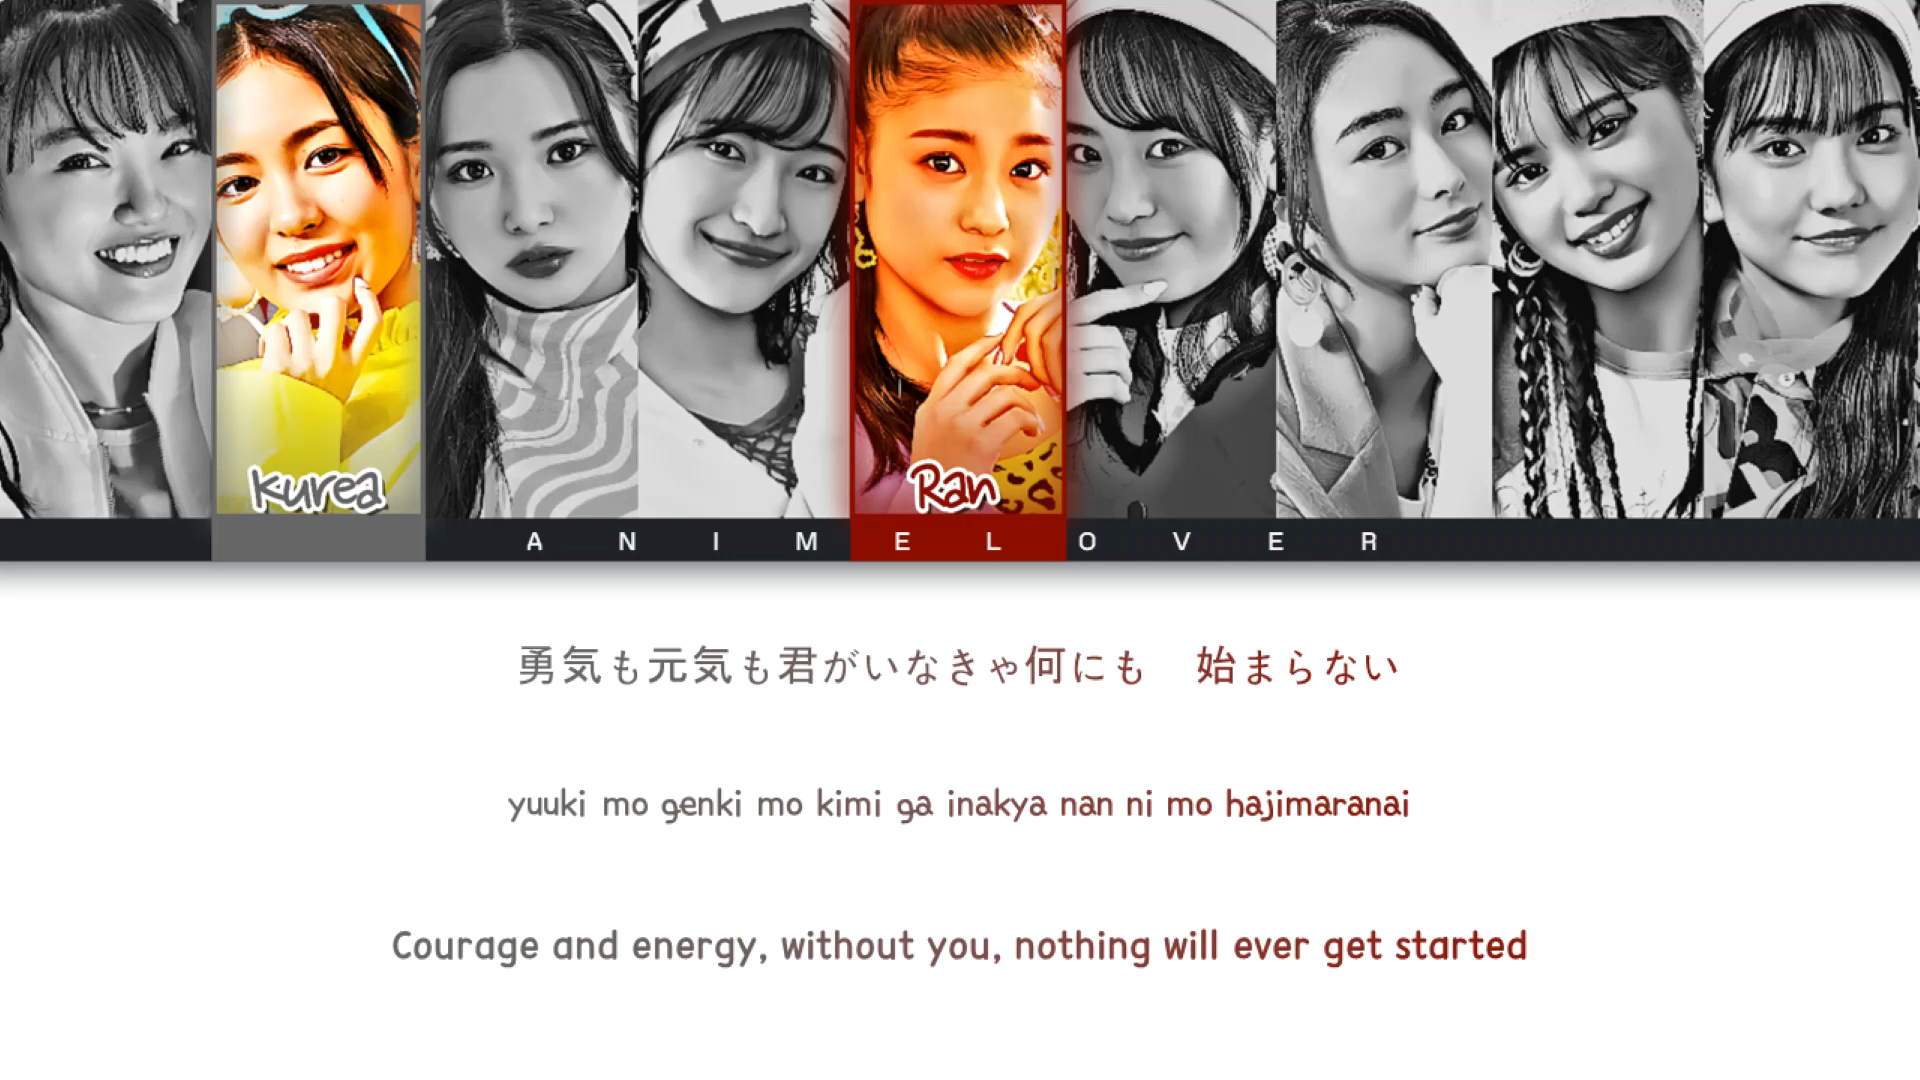 Kurea
Ran
ANIMELOVER
勇気も元気も君がいなきゃ何にも　始まらない
yuuki mo genki mo kimi ga inakya nan ni mo hajimaranai
Courage and energy, without you, nothing will ever get started